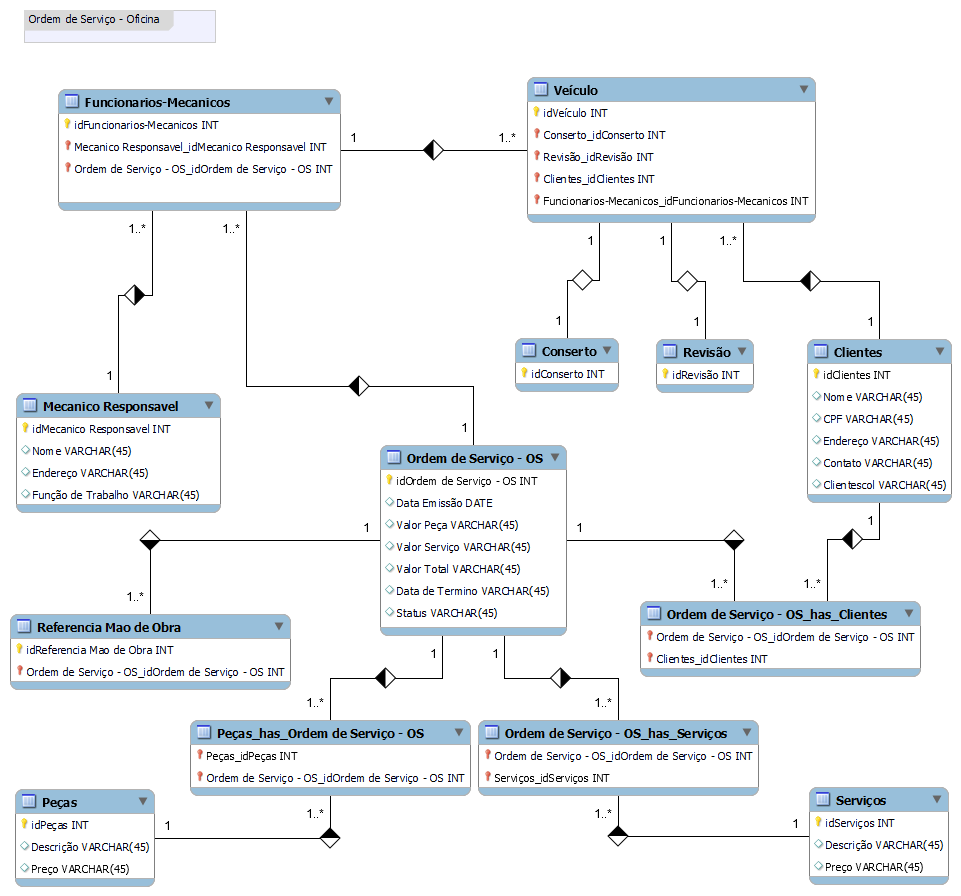 Ordem de Serviço - Oficina
Funcionarios-Mecanicos
idFuncionarios-Mecanicos INT
Mecanico Responsavel_idMecanico Responsavel INT
Ordem de Serviço - OS_idOrdem de Serviço - OS INT
1
1..*
Veículo
idVeículo INT
Conserto_idConserto INT
Revisão_idRevisão INT
Clientes_idClientes INT
Funcionarios-Mecanicos_idFuncionarios-Mecanicos INT
1..*
1..*
1
1
1..*
1
1
1
1
1
Conserto
idConserto INT
Revisão
idRevisão INT
Clientes
idClientes INT
Nome VARCHAR(45)
CPF VARCHAR(45)
Endereço VARCHAR(45)
Contato VARCHAR(45)
Clientescol VARCHAR(45)
Mecanico Responsavel
idMecanico Responsavel INT
Nome VARCHAR(45)
Endereço VARCHAR(45)
Função de Trabalho VARCHAR(45)
Ordem de Serviço - OS
idOrdem de Serviço - OS INT
Data Emissão DATE
Valor Peça VARCHAR(45)
Valor Serviço VARCHAR(45)
Valor Total VARCHAR(45)
Data de Termino VARCHAR(45)
Status VARCHAR(45)
1
1
1
1..*
1..*
1..*
Referencia Mao de Obra
idReferencia Mao de Obra INT
Ordem de Serviço - OS_idOrdem de Serviço - OS INT
Ordem de Serviço - OS_has_Clientes
Ordem de Serviço - OS_idOrdem de Serviço - OS INT
Clientes_idClientes INT
1
1
1..*
1..*
Peças_has_Ordem de Serviço - OS
Peças_idPeças INT
Ordem de Serviço - OS_idOrdem de Serviço - OS INT
Ordem de Serviço - OS_has_Serviços
Ordem de Serviço - OS_idOrdem de Serviço - OS INT
Serviços_idServiços INT
1..*
1..*
1
1
Peças
idPeças INT
Descrição VARCHAR(45)
Preço VARCHAR(45)
Serviços
idServiços INT
Descrição VARCHAR(45)
Preço VARCHAR(45)